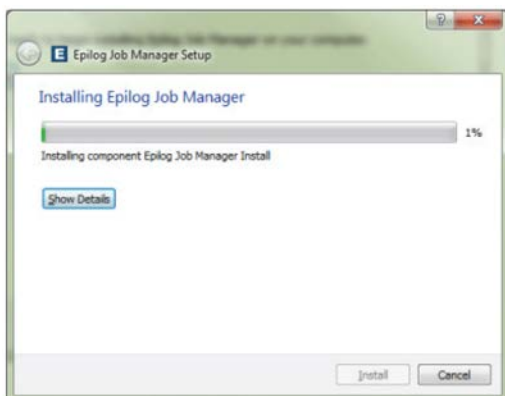 Epilog Job Manager Setup
Installing Epilog Job Manager
1%
Installing component Epilog Job Manager Install
Show Details
Install
Cancel